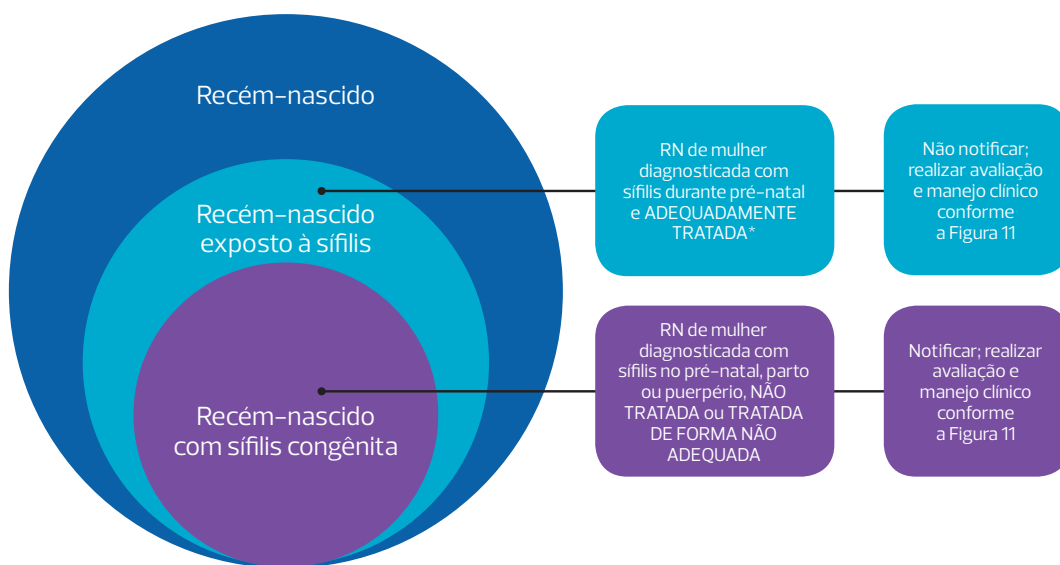 Recém-nascido
Recém-nascido
exposto à sífilis
Recém-nascido
com sífilis congênita
RN de mulher
diagnosticada com
sífilis durante pré-natal
e ADEQUADAMENTE
TRATADA*
Não notificar;
realizar avaliação
e manejo clínico
conforme
a Figura 11
RN de mulher
diagnosticada com
sífilis no pré-natal, parto
ou puerpério, NÃO
TRATADA ou TRATADA
DE FORMA NÃO
ADEQUADA
Notificar; realizar
avaliação e
manejo clínico
conforme
a Figura 11